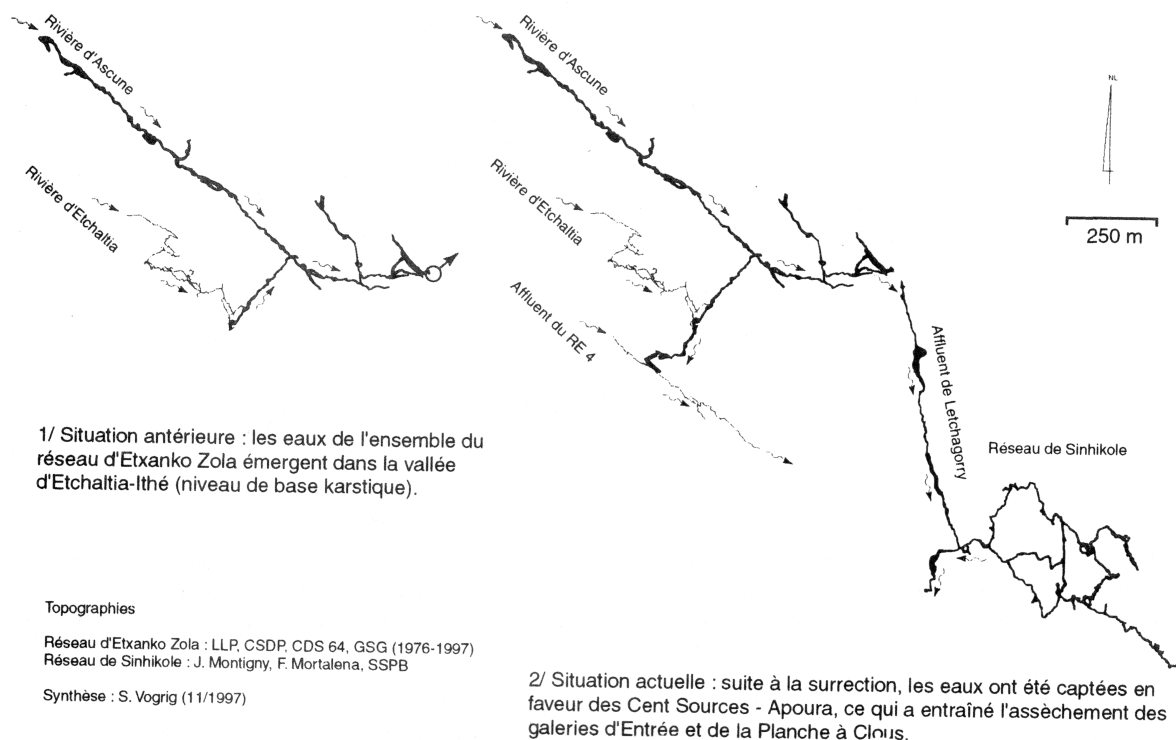 Rivière d'Ascune
Rivière d'Etchaltia
1/ Situation antérieure : les eaux de l'ensemble du
réseau d'Etxanko Zola émergent dans la vallée
d'Etchaltia-Ithé (niveau de base karstique).
Topographies
Réseau d'Etxanko Zola : LLP, CSDP, CDS 64, GSG (1976-1997)
Réseau de Sinhikole : J. Montigny, F. Mortalena, SSPB
Synthèse : S. Vogrig (11/1997)
Rivière d'Ascune
Rivière d'Etchaltia
Affluent du RE 4
NL
250 m
Affluent de Letchagorry
Réseau de Sinhikole
2/ Situation actuelle : suite à la surrection, les eaux ont été captées en
faveur des Cent Sources - Apoura, ce qui a entraîné l'assèchement des
galeries d'Entrée et de la Planche à Clous.